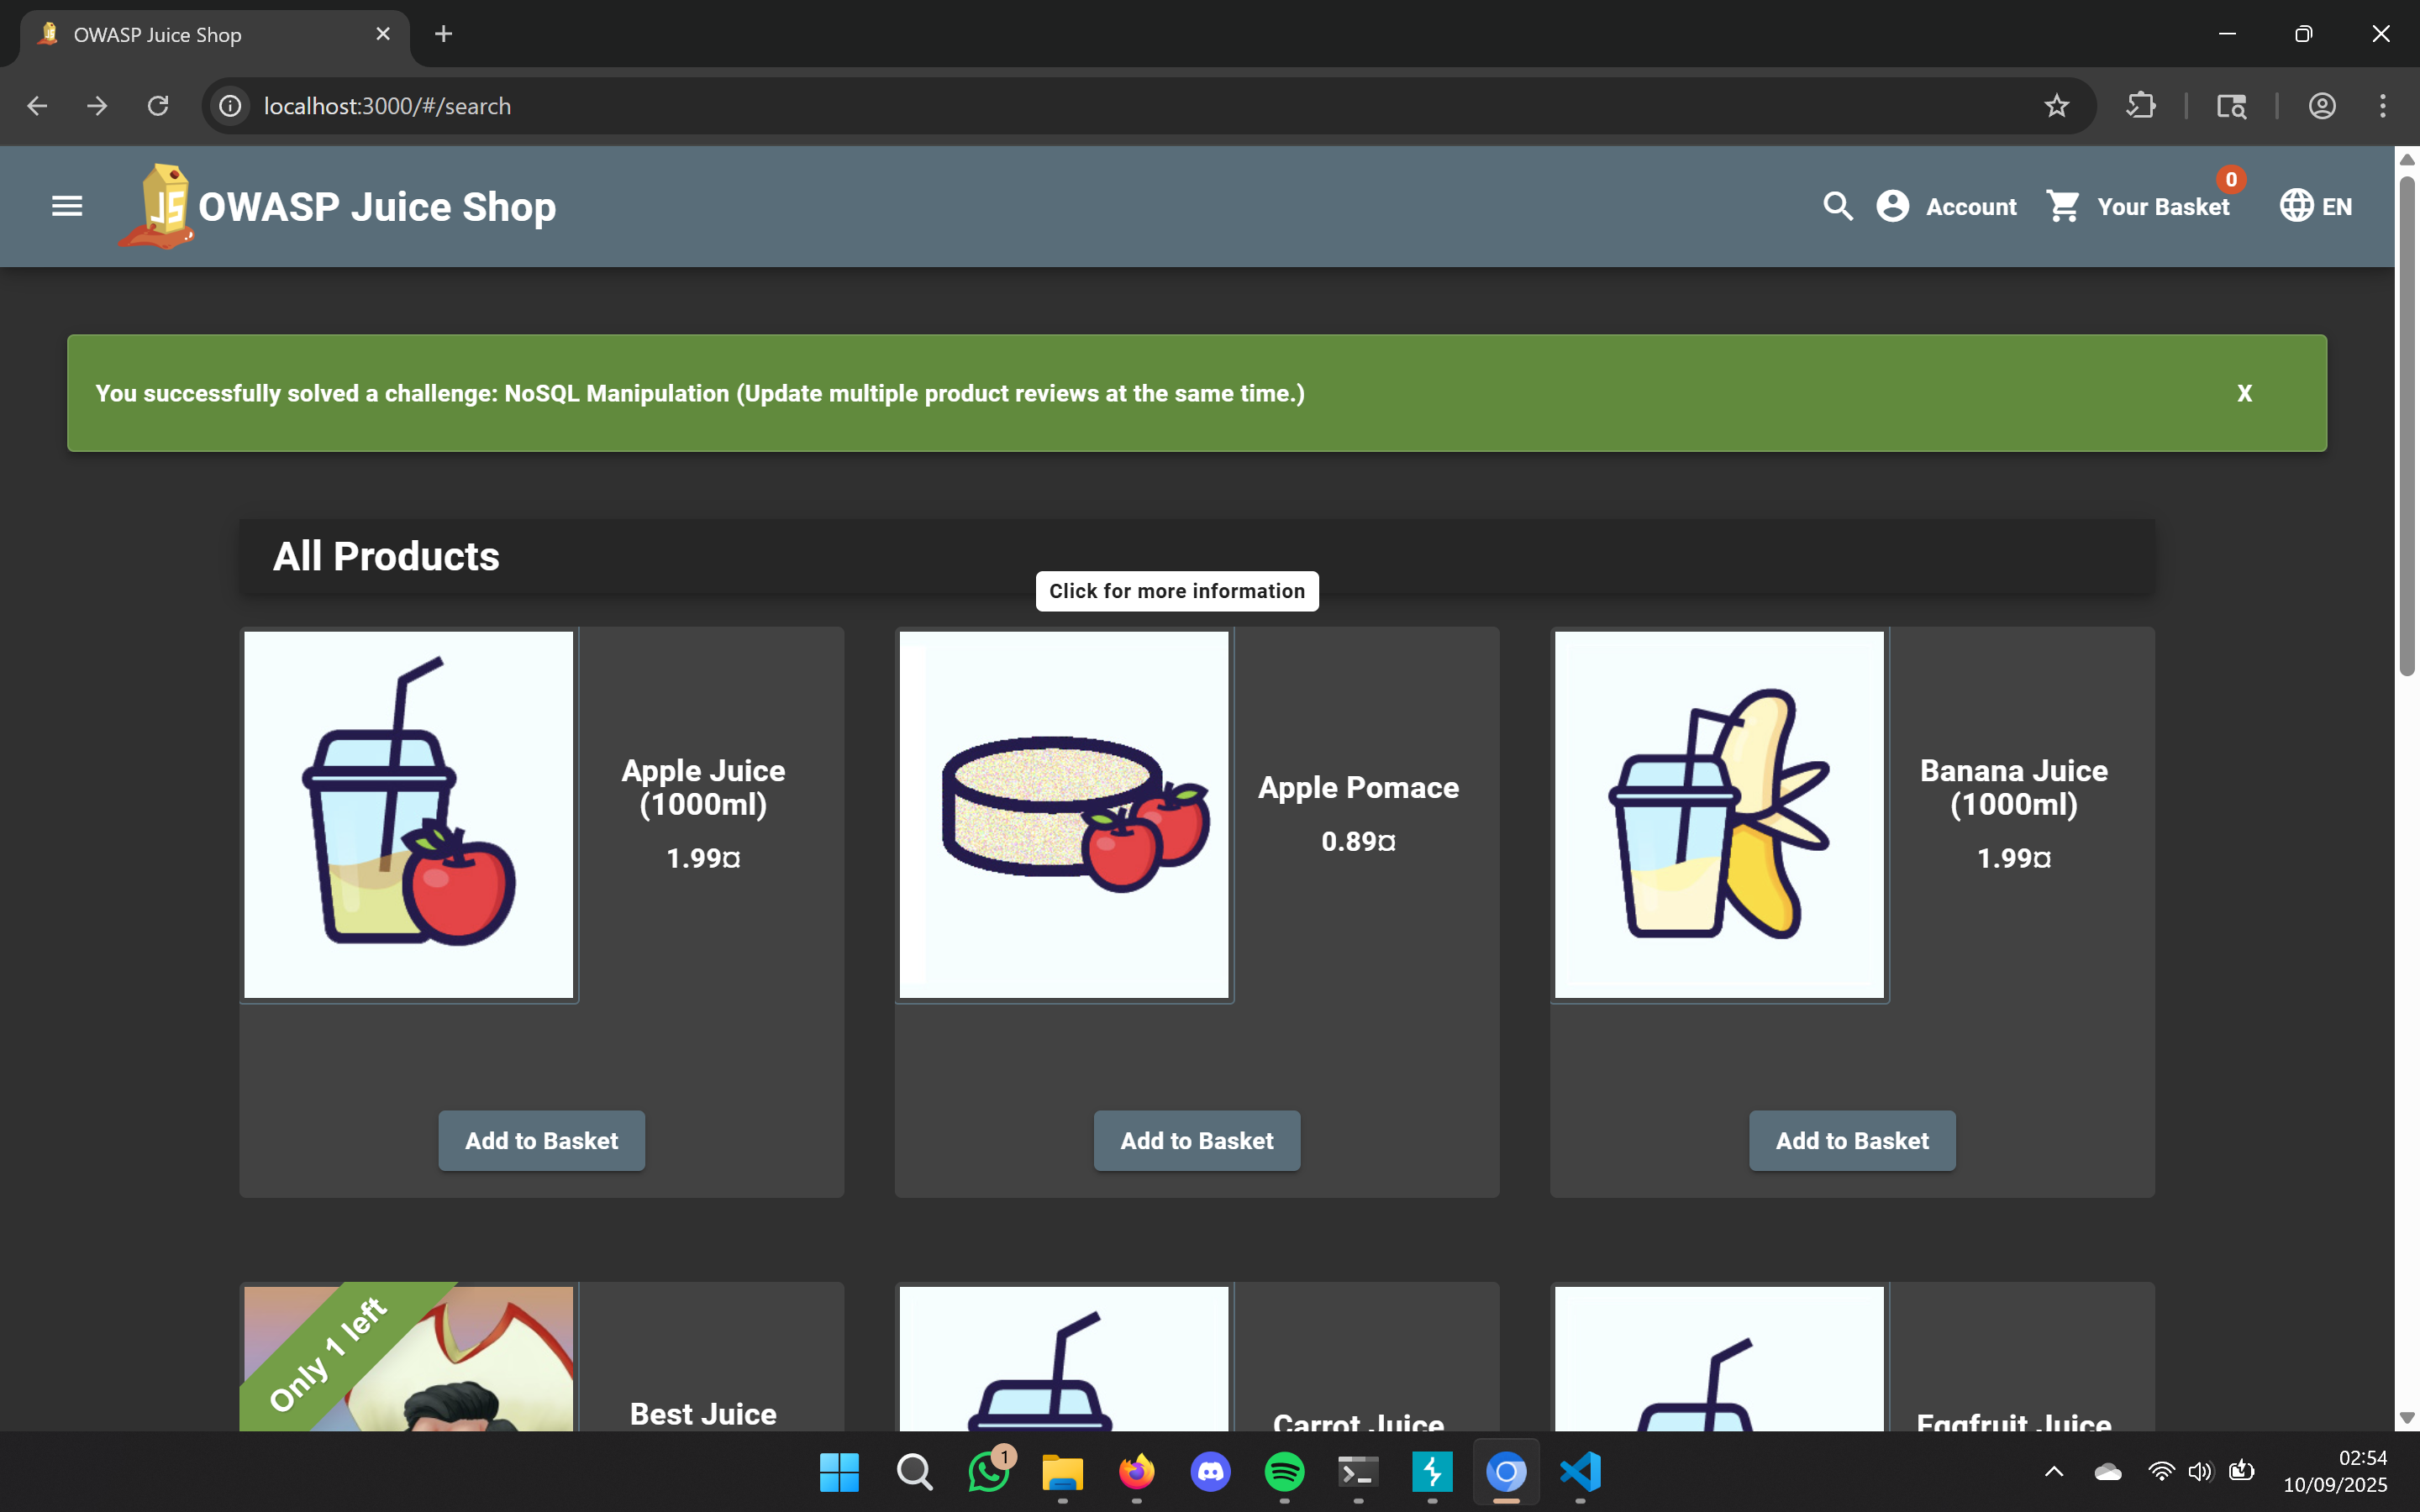 OWASP Juice Shop
localhost:3000/#/search
JS
OWASP Juice Shop
Account
0
Your Basket
EN
You successfully solved a challenge: NoSQL Manipulation (Update multiple product reviews at the same time.)
X
All Products
Click for more information
Apple Juice
(1000ml)
1.99¤
Apple Pomace
0.89¤
Banana Juice
(1000ml)
1.99¤
Add to Basket
Add to Basket
Add to Basket
Only 1 left
Best Juice
Carrot Juice
Eggfruit Juice
1
02:54
10/09/2025